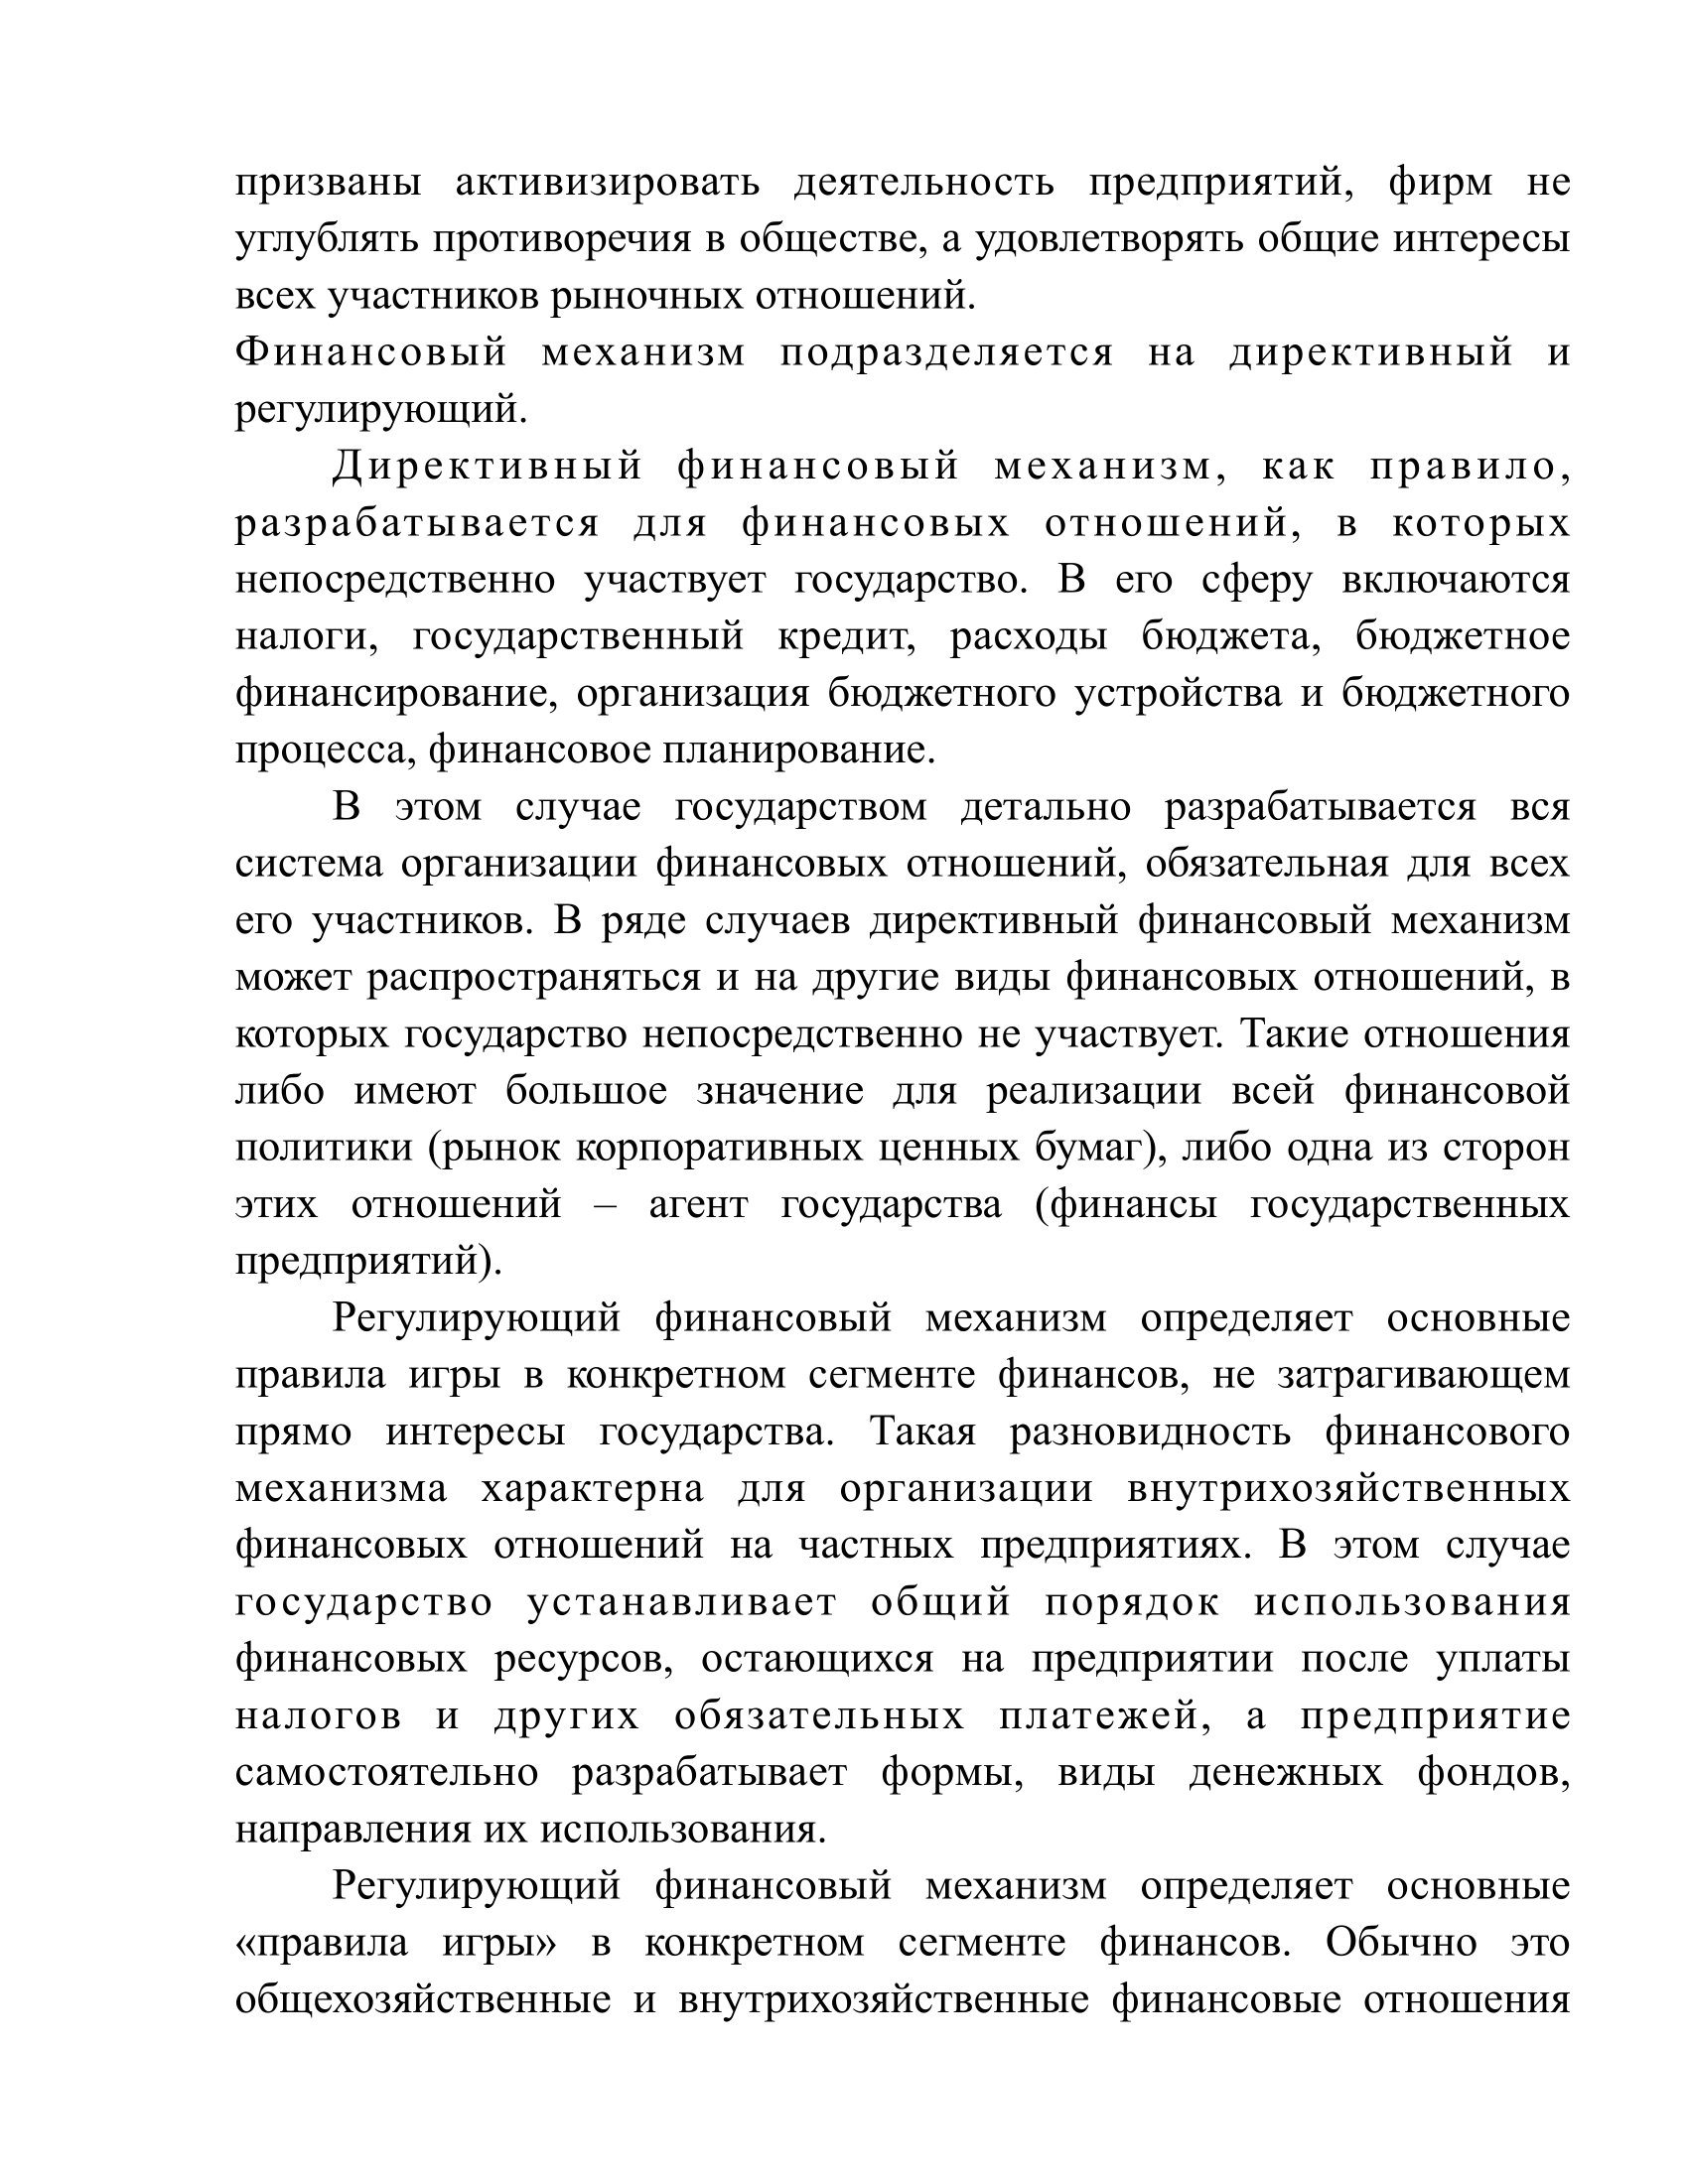 призваны активизировать деятельность предприятий, фирм не
углублять противоречия в обществе, а удовлетворять общие интересы
всех участников рыночных отношений.
Финансовый механизм подразделяется на директивный и
регулирующий.
Директивный финансовый механизм, как правило,
разрабатывается для финансовых отношений, в которых
непосредственно участвует государство. В его сферу включаются
налоги, государственный кредит, расходы бюджета, бюджетное
финансирование, организация бюджетного устройства и бюджетного
процесса, финансовое планирование.
В этом случае государством детально разрабатывается вся
система организации финансовых отношений, обязательная для всех
его участников. В ряде случаев директивный финансовый механизм
может распространяться и на другие виды финансовых отношений, в
которых государство непосредственно не участвует. Такие отношения
либо имеют большое значение для реализации всей финансовой
политики (рынок корпоративных ценных бумаг), либо одна из сторон
этих отношений – агент государства (финансы государственных
предприятий).
Регулирующий финансовый механизм определяет основные
правила игры в конкретном сегменте финансов, не затрагивающем
прямо интересы государства. Такая разновидность финансового
механизма характерна для организации внутрихозяйственных
финансовых отношений на частных предприятиях. В этом случае
государство устанавливает общий порядок использования
финансовых ресурсов, остающихся на предприятии после уплаты
налогов и других обязательных платежей, а предприятие
самостоятельно разрабатывает формы, виды денежных фондов,
направления их использования.
Регулирующий финансовый механизм определяет основные
«правила игры» в конкретном сегменте финансов. Обычно это
общехозяйственные и внутрихозяйственные финансовые отношения